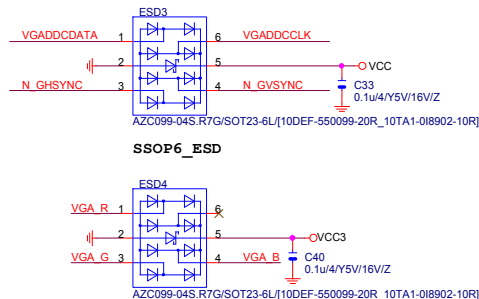 ESD3
VGADDCDATA 1 6 VGADDCCLK
2 5 VCC
N_GHSYNC 3 4 N_GVSYNC
C33
0.1u/4/Y5V/16V/Z
AZC099-04S.R7G/SOT23-6L/[10DEF-550099-20R_10TA1-0I8902-10R]
SSOP6_ESD
ESD4
VGA_R 1 6
2 5 VCC3
VGA_G 3 4 VGA_B
C40
0.1u/4/Y5V/16V/Z
AZC099-04S.R7G/SOT23-6L/[10DEF-550099-20R_10TA1-0I8902-10R]